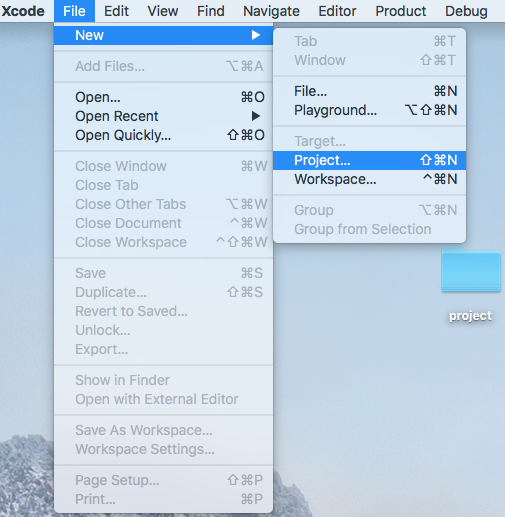 Xcode File Edit View Find Navigate Editor Product Debug
New ▶
Add Files... ⌥⌘A
Open... ⌘O
Open Recent ▶
Open Quickly... ⇧⌘O
Close Window ⌘W
Close Tab
Close Other Tabs ⌥⌘W
Close Document ^⌘W
Close Workspace ^⇧⌘W
Save ⌘S
Duplicate... ⇧⌘S
Revert to Saved...
Unlock...
Export...
Show in Finder
Open with External Editor
Save As Workspace...
Workspace Settings...
Page Setup... ⇧⌘P
Print... ⌘P
Tab ⌘T
Window ⇧⌘T
File... ⌘N
Playground... ⌥⇧⌘N
Target...
Project... ⇧⌘N
Workspace... ^⌘N
Group ⌥⌘N
Group from Selection
project